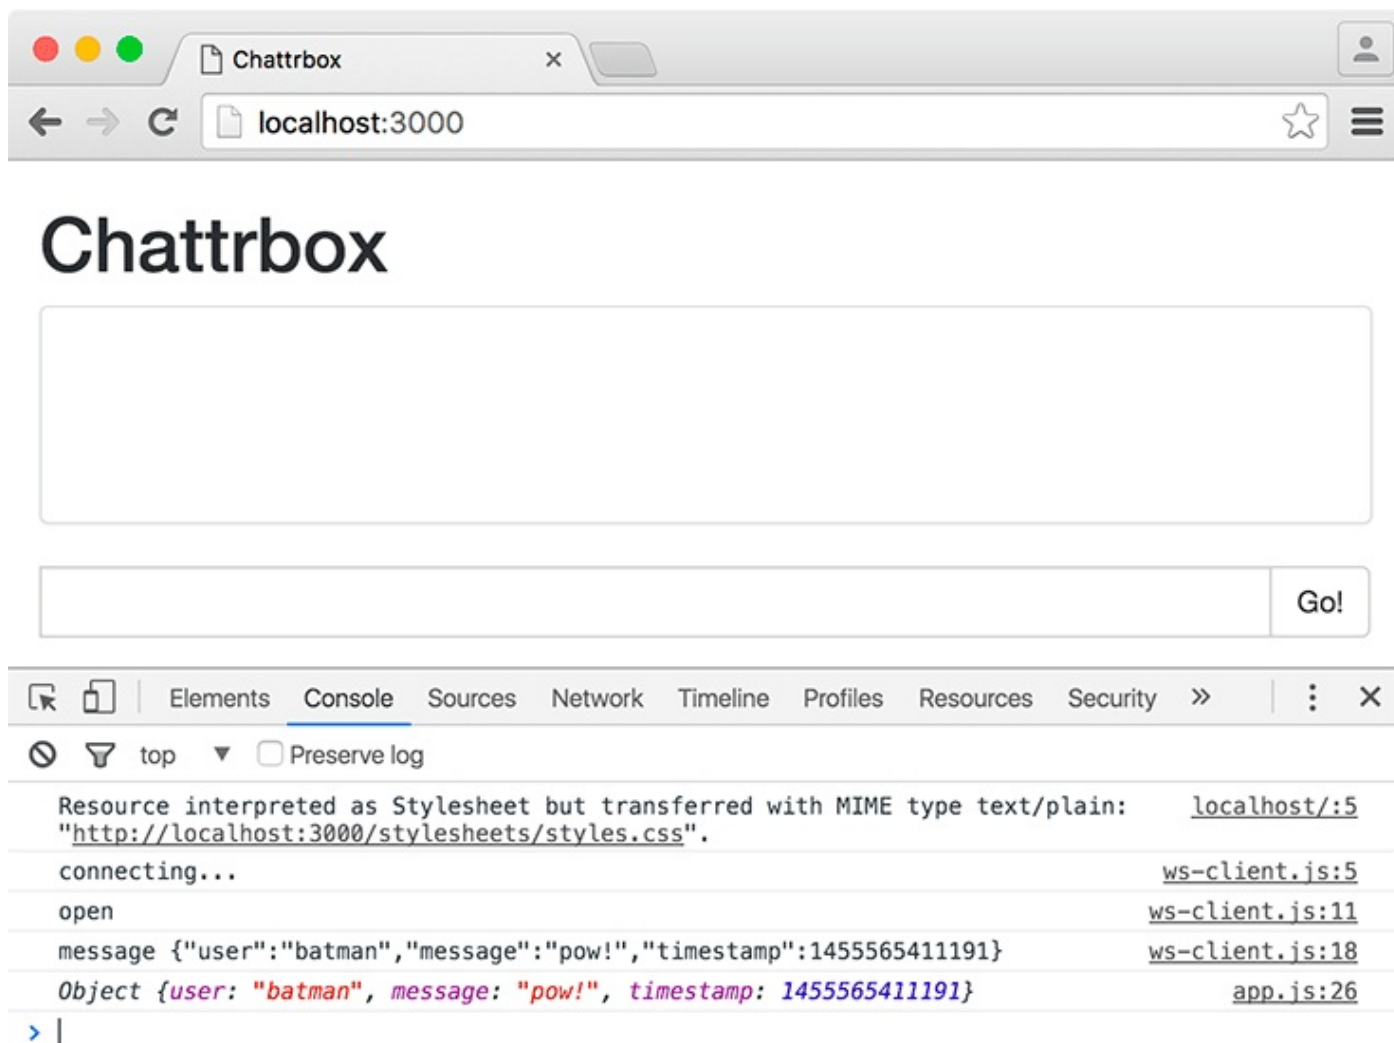 Chattrbox
localhost:3000
Chattrbox
Go!
Elements Console Sources Network Timeline Profiles Resources Security »
top ▼ Preserve log
Resource interpreted as Stylesheet but transferred with MIME type text/plain: localhost/:5
"http://localhost:3000/stylesheets/styles.css".
connecting... ws-client.js:5
open ws-client.js:11
message {"user":"batman","message":"pow!","timestamp":1455565411191} ws-client.js:18
Object {user: "batman", message: "pow!", timestamp: 1455565411191} app.js:26
>